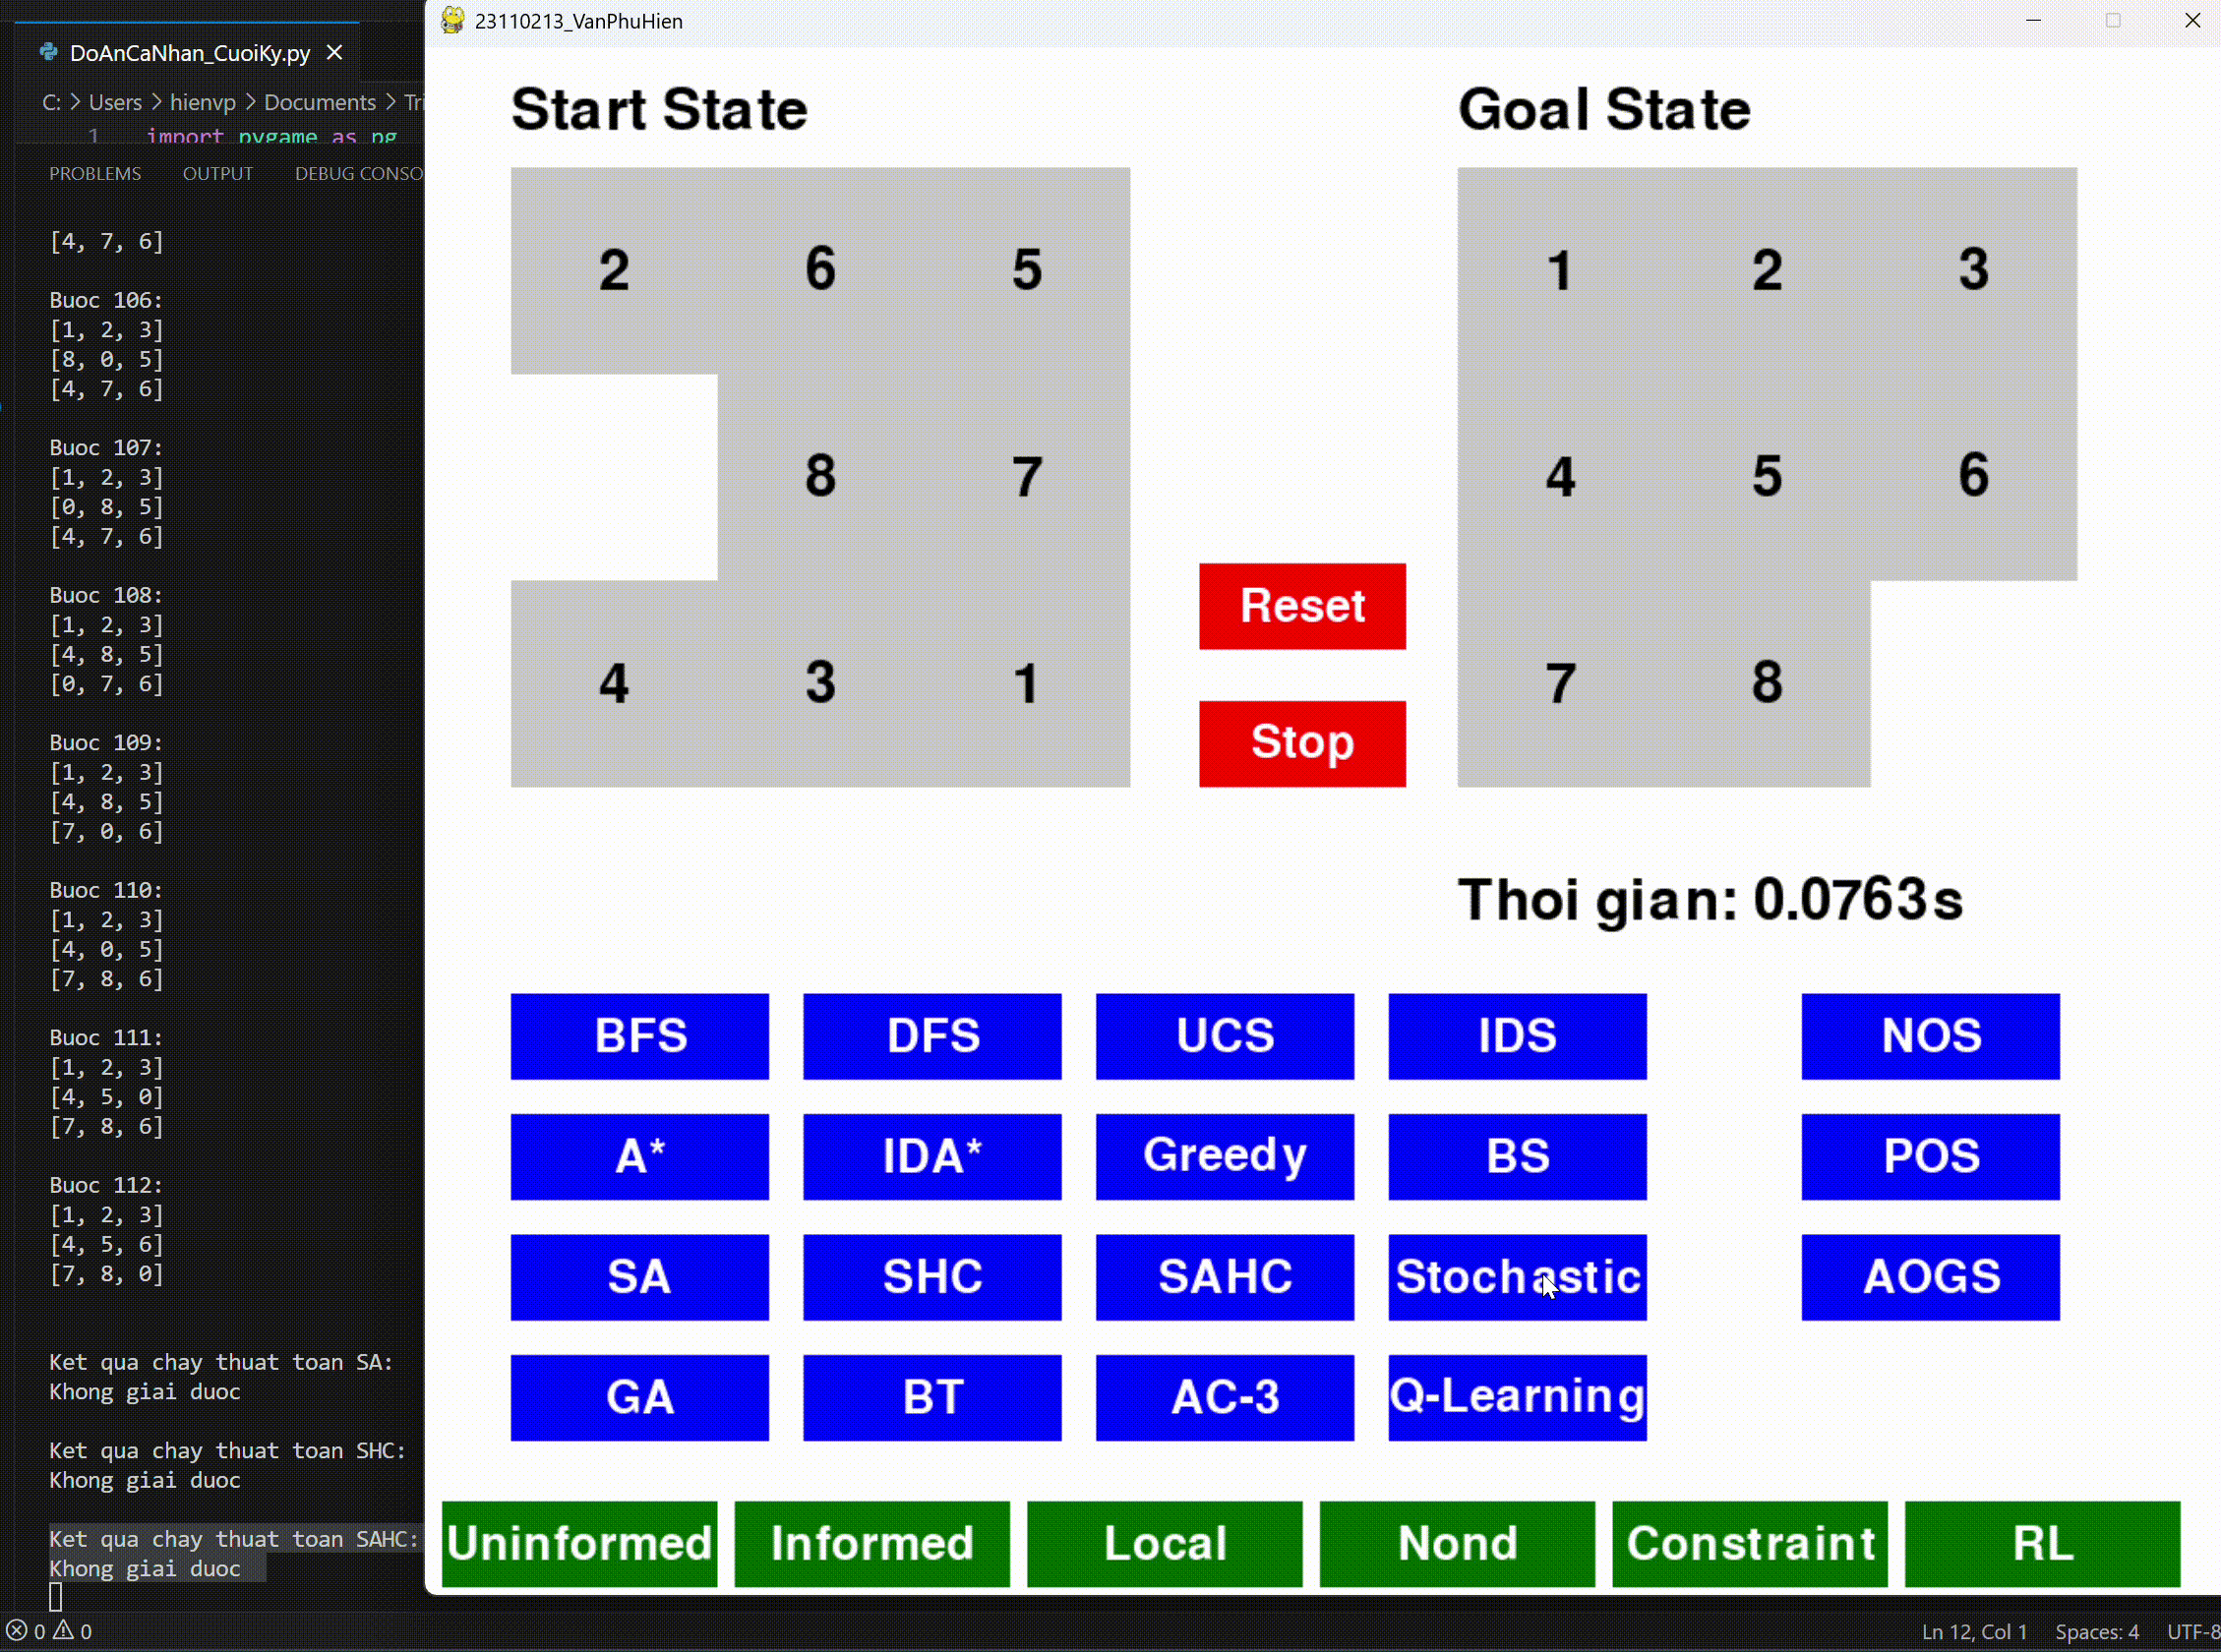 DoAnCaNhan_CuoiKy.py
C: > Users > hienvp > Documents > Tri
1 import pygame as pg
PROBLEMS OUTPUT DEBUG CONSO
[4, 7, 6]
Buoc 106:
[1, 2, 3]
[8, 0, 5]
[4, 7, 6]
Buoc 107:
[1, 2, 3]
[0, 8, 5]
[4, 7, 6]
Buoc 108:
[1, 2, 3]
[4, 8, 5]
[0, 7, 6]
Buoc 109:
[1, 2, 3]
[4, 8, 5]
[7, 0, 6]
Buoc 110:
[1, 2, 3]
[4, 0, 5]
[7, 8, 6]
Buoc 111:
[1, 2, 3]
[4, 5, 0]
[7, 8, 6]
Buoc 112:
[1, 2, 3]
[4, 5, 6]
[7, 8, 0]
Ket qua chay thuat toan SA:
Khong giai duoc
Ket qua chay thuat toan SHC:
Khong giai duoc
Ket qua chay thuat toan SAHC:
Khong giai duoc
23110213_VanPhuHien
Start State
2 6 5
8 7
4 3 1
Reset
Stop
Goal State
1 2 3
4 5 6
7 8
Thoi gian: 0.0763s
BFS DFS UCS IDS NOS
A* IDA* Greedy BS POS
SA SHC SAHC Stochastic AOGS
GA BT AC-3 Q-Learning
Uninformed Informed Local Nond Constraint RL
0 0
Ln 12, Col 1 Spaces: 4 UTF-8